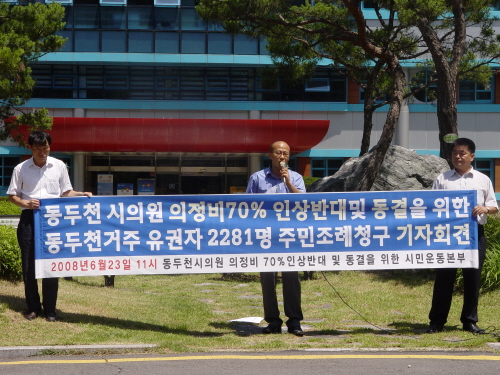 동두천 시의원 의정비70% 인상반대및 동결을 위한
동두천거주 유권자 2281명 주민조례청구 기자회견
2008년6월23일 11시 동두천시의원 의정비 70%인상반대 및 동결을 위한 시민운동본부